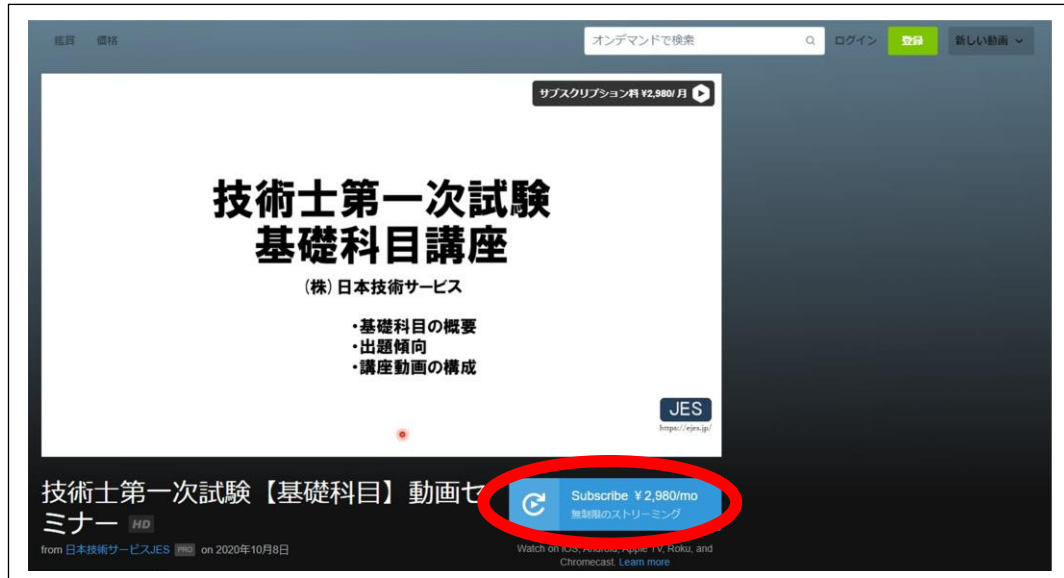 鑑賞 価格 オンデマンドで検索 ログイン 登録 新しい動画
サブスクリプション料 ¥2,980/ 月
技術士第一次試験
基礎科目講座
(株)日本技術サービス
・基礎科目の概要
・出題傾向
・講座動画の構成
JES
https://ejes.jp/
技術士第一次試験【基礎科目】動画セ
ミナー HD
Subscribe ¥2,980/mo
無制限のストリーミング
from 日本技術サービスJES PRO on 2020年10月8日
Watch on iOS, Android, Apple TV, Roku, and
Chromecast. Learn more